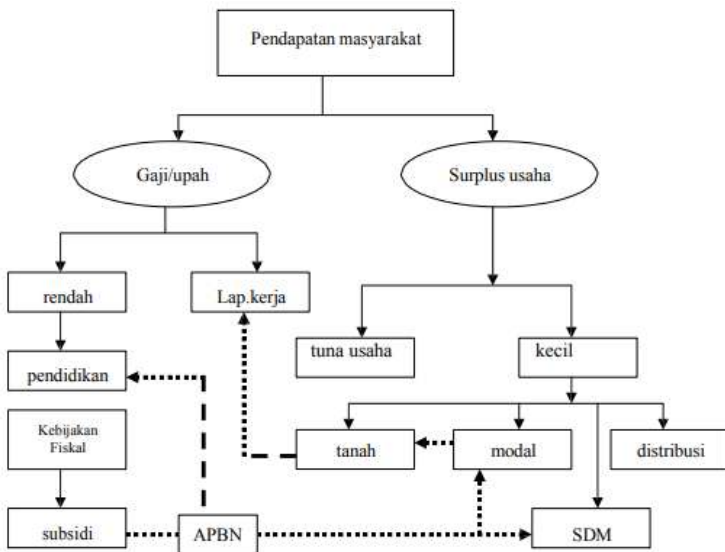 Pendapatan masyarakat
Gaji/upah
Surplus usaha
rendah
Lap.kerja
tuna usaha
kecil
pendidikan
Kebijakan
Fiskal
tanah
modal
distribusi
subsidi
APBN
SDM